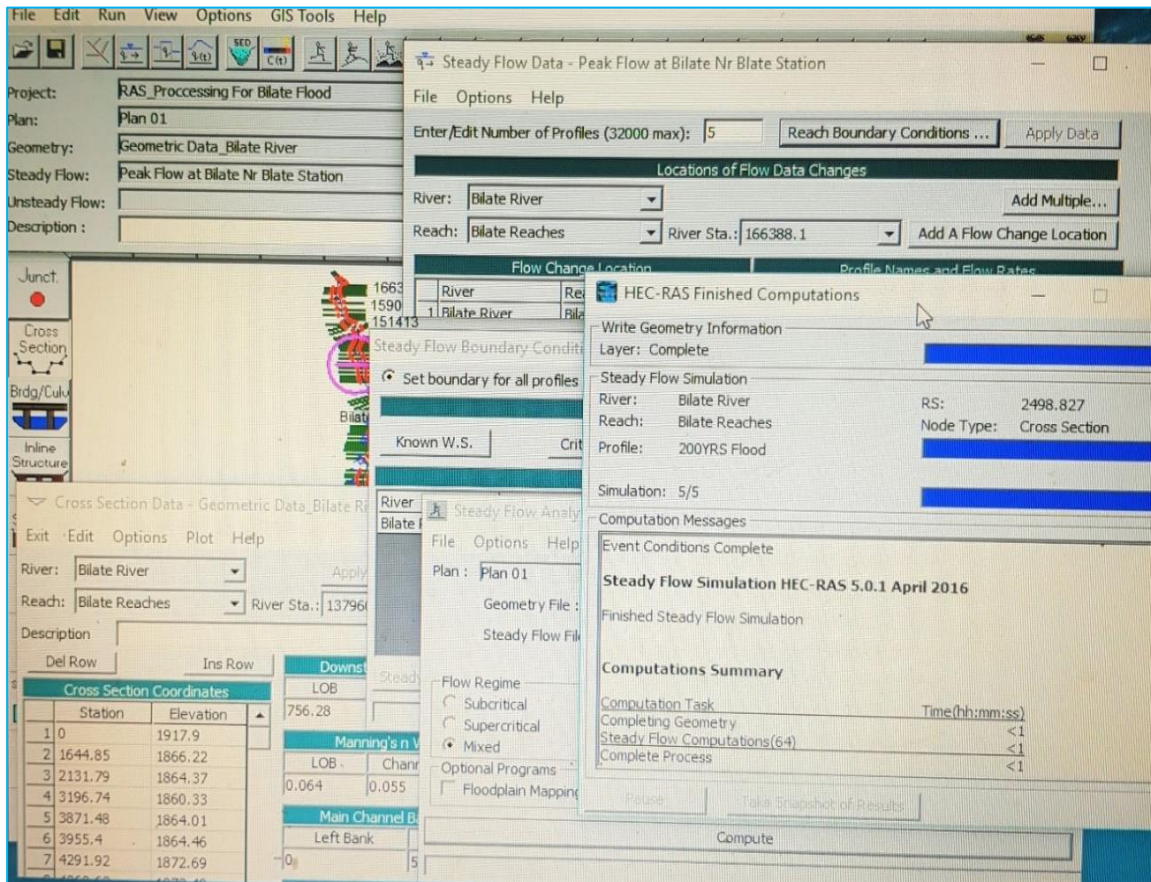 File Edit Run View Options GIS Tools Help
SED
q(t) C(t)
Project: RAS_Proccessing For Bilate Flood
Plan: Plan 01
Geometry: Geometric Data_Bilate River
Steady Flow: Peak Flow at Bilate Nr Blate Station
Unsteady Flow:
Description :
Steady Flow Data - Peak Flow at Bilate Nr Blate Station
File Options Help
Enter/Edit Number of Profiles (32000 max): 5 Reach Boundary Conditions ... Apply Data
Locations of Flow Data Changes
River: Bilate River Add Multiple...
Reach: Bilate Reaches River Sta.: 166388.1 Add A Flow Change Location
Flow Change Location Profile Names and Flow Rates
River Rea
1 Bilate River Bila
Junct.
Cross
Section
Brdg/Culv
Inline
Structure
1663
1590
151413
Bilat
Steady Flow Boundary Conditi
Set boundary for all profiles
Known W.S. Crit
River
Bilate R
HEC-RAS Finished Computations
Write Geometry Information
Layer: Complete
Steady Flow Simulation
River: Bilate River RS: 2498.827
Reach: Bilate Reaches Node Type: Cross Section
Profile: 200YRS Flood
Simulation: 5/5
Computation Messages
Event Conditions Complete
Steady Flow Simulation HEC-RAS 5.0.1 April 2016
Finished Steady Flow Simulation
Computations Summary
Computation Task Time(hh:mm:ss)
Completing Geometry <1
Steady Flow Computations(64) <1
Complete Process <1
Pause Take Snapshot of Results
Cross Section Data - Geometric Data_Bilate Ri
Exit Edit Options Plot Help
River: Bilate River Apply
Reach: Bilate Reaches River Sta.: 13796
Description
Del Row Ins Row
Cross Section Coordinates
Station Elevation
1 0 1917.9
2 1644.85 1866.22
3 2131.79 1864.37
4 3196.74 1860.33
5 3871.48 1864.01
6 3955.4 1864.46
7 4291.92 1872.69
Downst
LOB
756.28
Manning's n V
LOB Chann
0.064 0.055
Main Channel Ba
Left Bank
0 5
Steady
Steady Flow Analy
File Options Help
Plan : Plan 01
Geometry File :
Steady Flow File
Flow Regime
Subcritical
Supercritical
Mixed
Optional Programs
Floodplain Mapping
Compute